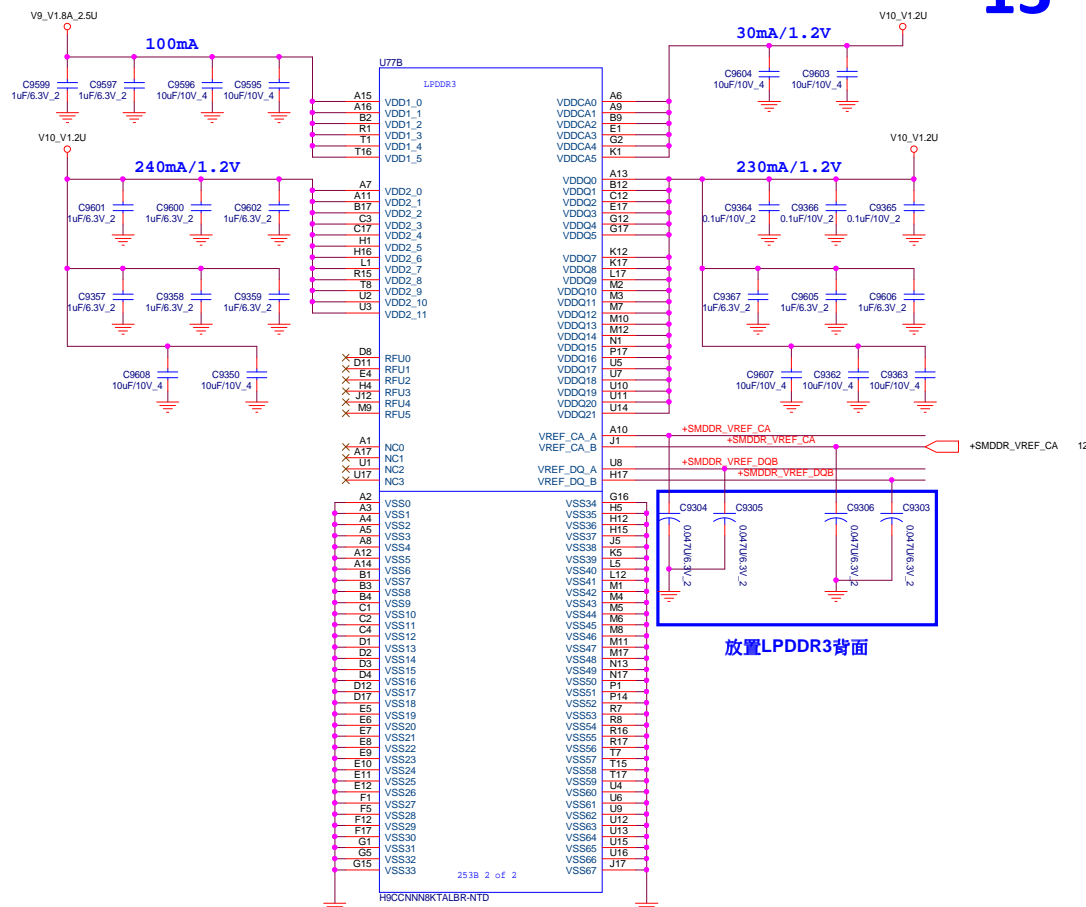 13
V9_V1.8A_2.5U
100mA
C9599
1uF/6.3V_2
C9597
1uF/6.3V_2
C9596
10uF/10V_4
C9595
10uF/10V_4
V10_V1.2U
240mA/1.2V
C9601
1uF/6.3V_2
C9600
1uF/6.3V_2
C9602
1uF/6.3V_2
C9357
1uF/6.3V_2
C9358
1uF/6.3V_2
C9359
1uF/6.3V_2
C9608
10uF/10V_4
C9350
10uF/10V_4
U77B
LPDDR3
A15 VDD1_0
A16 VDD1_1
B2 VDD1_2
R1 VDD1_3
T1 VDD1_4
T16 VDD1_5
A7 VDD2_0
A11 VDD2_1
B17 VDD2_2
C3 VDD2_3
C17 VDD2_4
H1 VDD2_5
H16 VDD2_6
L1 VDD2_7
R15 VDD2_8
T8 VDD2_9
U2 VDD2_10
U3 VDD2_11
D8 RFU0
D11 RFU1
E4 RFU2
H4 RFU3
J12 RFU4
M9 RFU5
A1 NC0
A17 NC1
U1 NC2
U17 NC3
A2 VSS0
A3 VSS1
A4 VSS2
A5 VSS3
A8 VSS4
A12 VSS5
A14 VSS6
B1 VSS7
B3 VSS8
B4 VSS9
C1 VSS10
C2 VSS11
C4 VSS12
D1 VSS13
D2 VSS14
D3 VSS15
D4 VSS16
D12 VSS17
D17 VSS18
E5 VSS19
E6 VSS20
E7 VSS21
E8 VSS22
E9 VSS23
E10 VSS24
E11 VSS25
E12 VSS26
F1 VSS27
F5 VSS28
F12 VSS29
F17 VSS30
G1 VSS31
G5 VSS32
G15 VSS33
253B 2 of 2
H9CCNNN8KTALBR-NTD
30mA/1.2V
V10_V1.2U
C9604
10uF/10V_4
C9603
10uF/10V_4
VDDCA0 A6
VDDCA1 A9
VDDCA2 B9
VDDCA3 E1
VDDCA4 G2
VDDCA5 K1
V10_V1.2U
230mA/1.2V
VDDQ0 A13
VDDQ1 B12
VDDQ2 C12
VDDQ3 E17
VDDQ4 G12
VDDQ5 G17
VDDQ7 K12
VDDQ8 K17
VDDQ9 L17
VDDQ10 M2
VDDQ11 M3
VDDQ12 M7
VDDQ13 M10
VDDQ14 M12
VDDQ15 N1
VDDQ16 P17
VDDQ17 U5
VDDQ18 U7
VDDQ19 U10
VDDQ20 U11
VDDQ21 U14
C9364
0.1uF/10V_2
C9366
0.1uF/10V_2
C9365
0.1uF/10V_2
C9367
1uF/6.3V_2
C9605
1uF/6.3V_2
C9606
1uF/6.3V_2
C9607
10uF/10V_4
C9362
10uF/10V_4
C9363
10uF/10V_4
VREF_CA_A A10 +SMDDR_VREF_CA
VREF_CA_B J1 +SMDDR_VREF_CA
+SMDDR_VREF_CA 12
VREF_DQ_A U8 +SMDDR_VREF_DQB
VREF_DQ_B H17 +SMDDR_VREF_DQB
C9304
0.047U/6.3V_2
C9305
0.047U/6.3V_2
C9306
0.047U/6.3V_2
C9303
0.047U/6.3V_2
放置LPDDR3背面
VSS34 G16
VSS35 H5
VSS36 H12
VSS37 H15
VSS38 J5
VSS39 K5
VSS40 L5
VSS41 L12
VSS42 M1
VSS43 M4
VSS44 M5
VSS45 M6
VSS46 M8
VSS47 M11
VSS48 M17
VSS49 N13
VSS50 N17
VSS51 P1
VSS52 P14
VSS53 R7
VSS54 R8
VSS55 R16
VSS56 R17
VSS57 T7
VSS58 T15
VSS59 T17
VSS60 U4
VSS61 U6
VSS62 U9
VSS63 U12
VSS64 U13
VSS65 U15
VSS66 U16
VSS67 J17